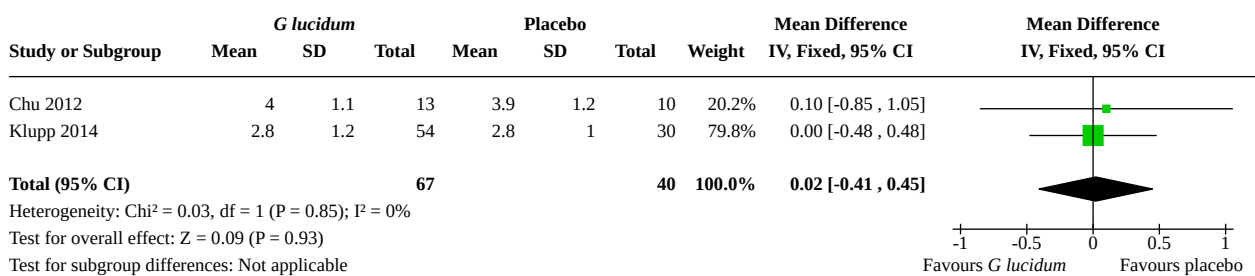 G lucidum Placebo Mean Difference Mean Difference
Study or Subgroup Mean SD Total Mean SD Total Weight IV, Fixed, 95% CI IV, Fixed, 95% CI
Chu 2012 4 1.1 13 3.9 1.2 10 20.2% 0.10 [-0.85 , 1.05]
Klupp 2014 2.8 1.2 54 2.8 1 30 79.8% 0.00 [-0.48 , 0.48]
Total (95% CI) 67 40 100.0% 0.02 [-0.41 , 0.45]
Heterogeneity: Chi² = 0.03, df = 1 (P = 0.85); I² = 0%
Test for overall effect: Z = 0.09 (P = 0.93)
-1 -0.5 0 0.5 1
Test for subgroup differences: Not applicable Favours G lucidum Favours placebo